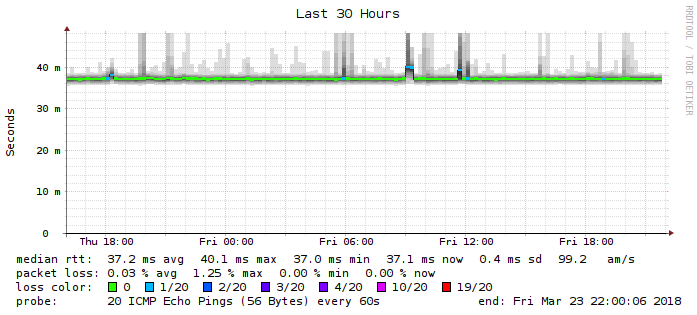 Last 30 Hours
RRDTOOL / TOBI OETIKER
Seconds
40 m
30 m
20 m
10 m
0
Thu 18:00 Fri 00:00 Fri 06:00 Fri 12:00 Fri 18:00
median rtt: 37.2 ms avg 40.1 ms max 37.0 ms min 37.1 ms now 0.4 ms sd 99.2 am/s
packet loss: 0.03 % avg 1.25 % max 0.00 % min 0.00 % now
loss color: 0 1/20 2/20 3/20 4/20 10/20 19/20
probe: 20 ICMP Echo Pings (56 Bytes) every 60s end: Fri Mar 23 22:00:06 2018